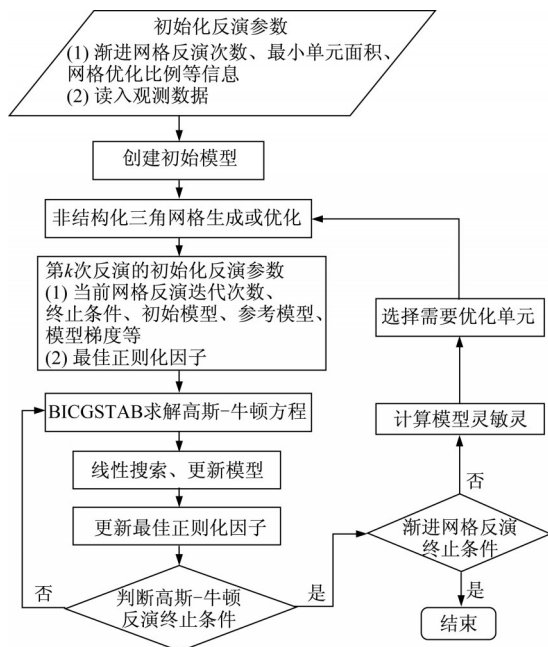 初始化反演参数
(1) 渐进网格反演次数、最小单元面积、
网格优化比例等信息
(2) 读入观测数据
创建初始模型
非结构化三角网格生成或优化
第k次反演的初始化反演参数
(1) 当前网格反演迭代次数、
终止条件、初始模型、参考模型、
模型梯度等
(2) 最佳正则化因子
BICGSTAB求解高斯-牛顿方程
线性搜索、更新模型
更新最佳正则化因子
判断高斯-牛顿
反演终止条件
否
是
选择需要优化单元
计算模型灵敏灵
否
渐进网格反演
终止条件
是
结束